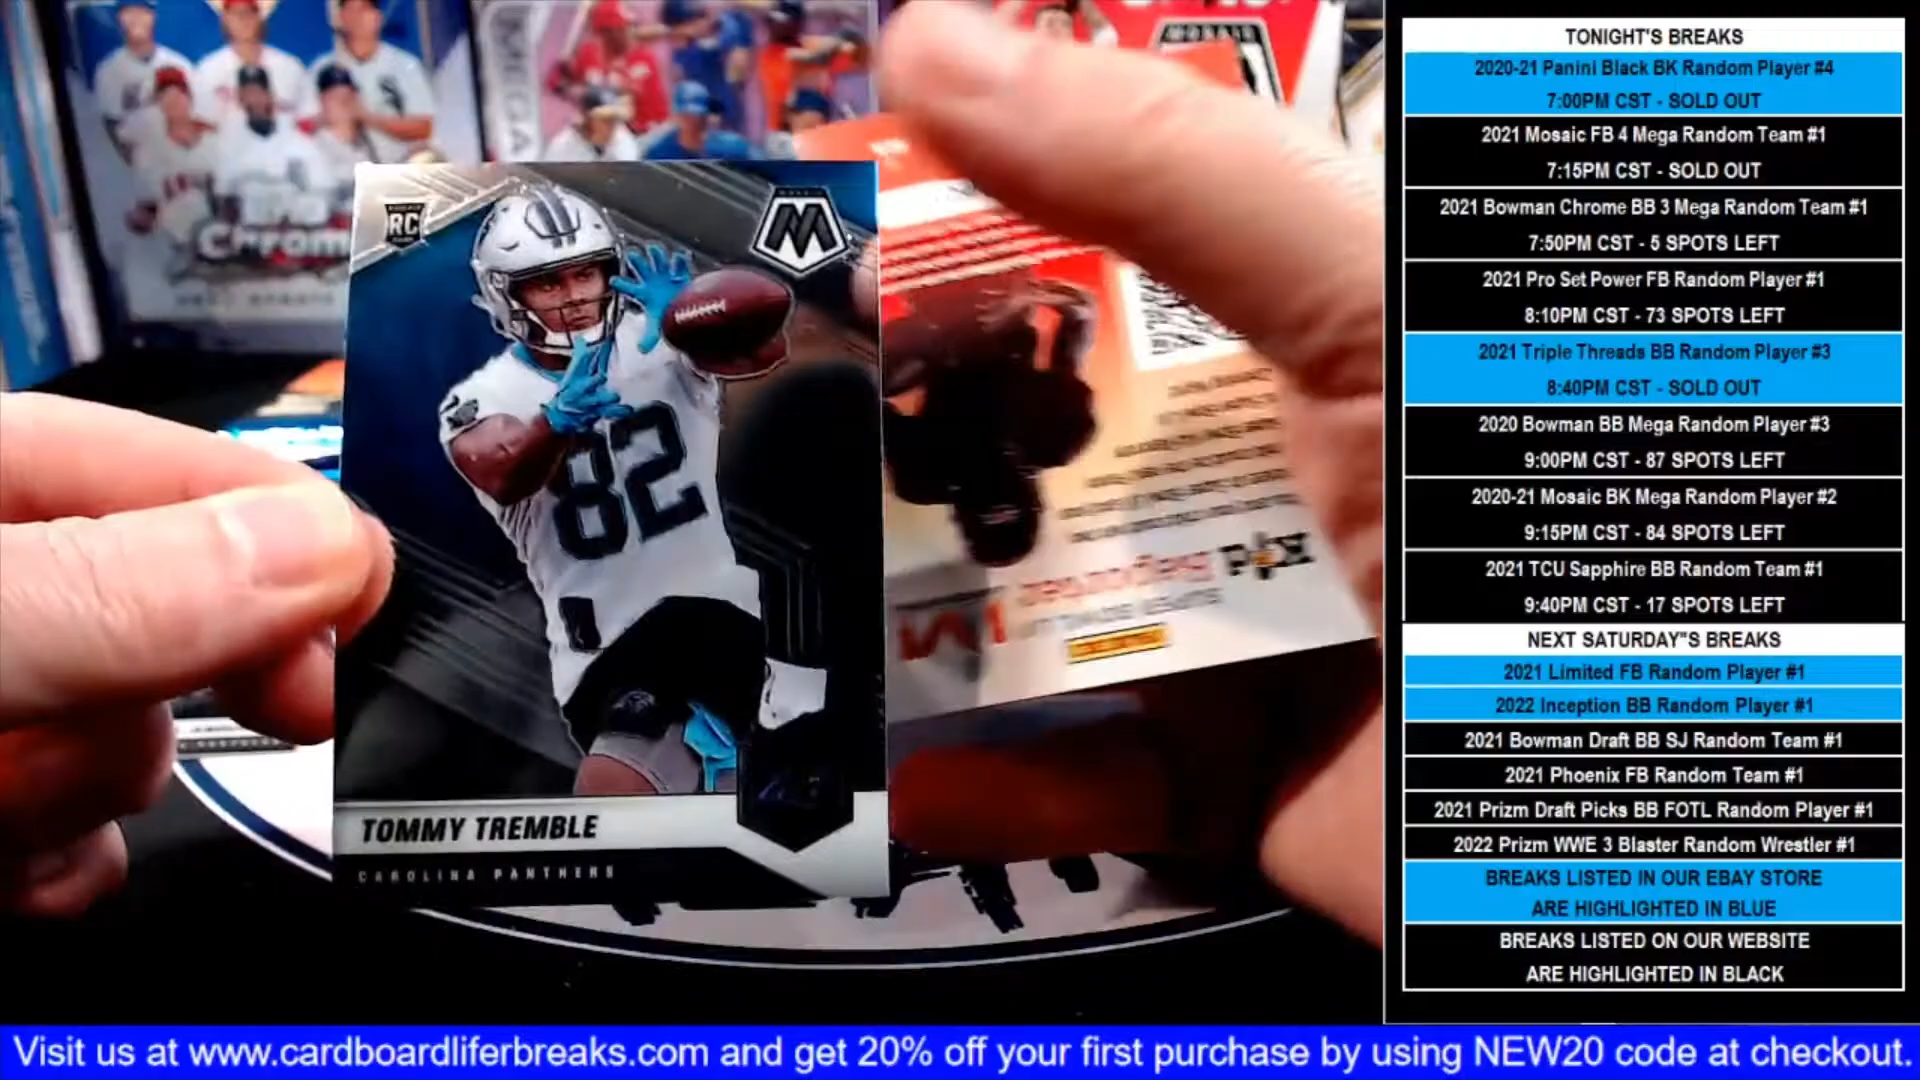 MEGA
Topps
Chrome
MOSAIC
RC
M
82
TOMMY TREMBLE
CAROLINA PANTHERS
TONIGHT'S BREAKS
2020-21 Panini Black BK Random Player #4
7:00PM CST - SOLD OUT
2021 Mosaic FB 4 Mega Random Team #1
7:15PM CST - SOLD OUT
2021 Bowman Chrome BB 3 Mega Random Team #1
7:50PM CST - 5 SPOTS LEFT
2021 Pro Set Power FB Random Player #1
8:10PM CST - 73 SPOTS LEFT
2021 Triple Threads BB Random Player #3
8:40PM CST - SOLD OUT
2020 Bowman BB Mega Random Player #3
9:00PM CST - 87 SPOTS LEFT
2020-21 Mosaic BK Mega Random Player #2
9:15PM CST - 84 SPOTS LEFT
2021 TCU Sapphire BB Random Team #1
9:40PM CST - 17 SPOTS LEFT
NEXT SATURDAY"S BREAKS
2021 Limited FB Random Player #1
2022 Inception BB Random Player #1
2021 Bowman Draft BB SJ Random Team #1
2021 Phoenix FB Random Team #1
2021 Prizm Draft Picks BB FOTL Random Player #1
2022 Prizm WWE 3 Blaster Random Wrestler #1
BREAKS LISTED IN OUR EBAY STORE
ARE HIGHLIGHTED IN BLUE
BREAKS LISTED ON OUR WEBSITE
ARE HIGHLIGHTED IN BLACK
Visit us at www.cardboardliferbreaks.com and get 20% off your first purchase by using NEW20 code at checkout.